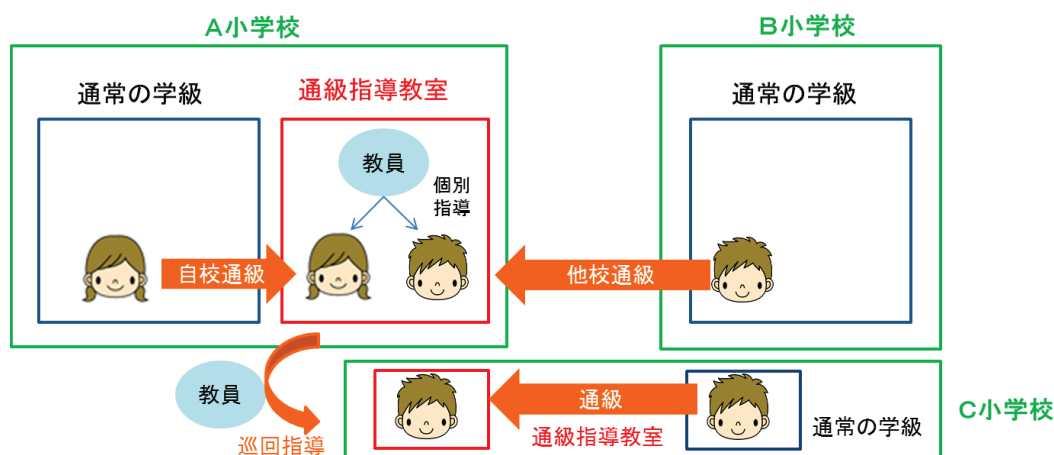 A小学校
通常の学級
通級指導教室
教員
個別
指導
自校通級
B小学校
通常の学級
他校通級
教員
巡回指導
通級
通級指導教室
通常の学級
C小学校